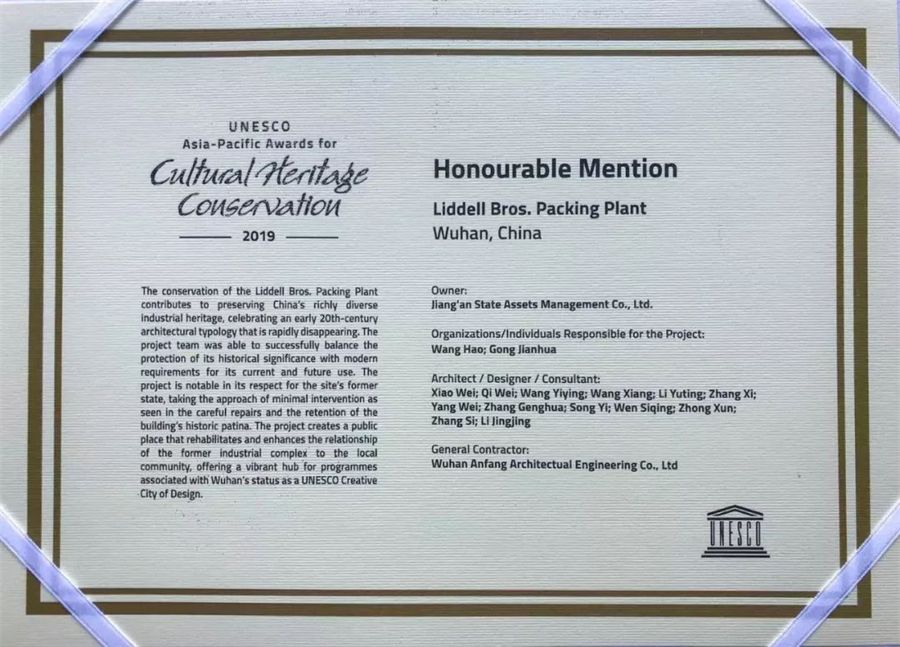 UNESCO
Asia-Pacific Awards for
Cultural Heritage
Conservation
2019
The conservation of the Liddell Bros. Packing Plant
contributes to preserving China's richly diverse
industrial heritage, celebrating an early 20th-century
architectural typology that is rapidly disappearing. The
project team was able to successfully balance the
protection of its historical significance with modern
requirements for its current and future use. The
project is notable in its respect for the site's former
state, taking the approach of minimal intervention as
seen in the careful repairs and the retention of the
building's historic patina. The project creates a public
place that rehabilitates and enhances the relationship
of the former industrial complex to the local
community, offering a vibrant hub for programmes
associated with Wuhan's status as a UNESCO Creative
City of Design.
Honourable Mention
Liddell Bros. Packing Plant
Wuhan, China
Owner:
Jiang'an State Assets Management Co., Ltd.
Organizations/Individuals Responsible for the Project:
Wang Hao; Gong Jianhua
Architect / Designer / Consultant:
Xiao Wei; Qi Wei; Wang Yiying; Wang Xiang; Li Yuting; Zhang Xi;
Yang Wei; Zhang Genghua; Song Yi; Wen Siqing; Zhong Xun;
Zhang Si; Li Jingjing
General Contractor:
Wuhan Anfang Architectual Engineering Co., Ltd
UNESCO